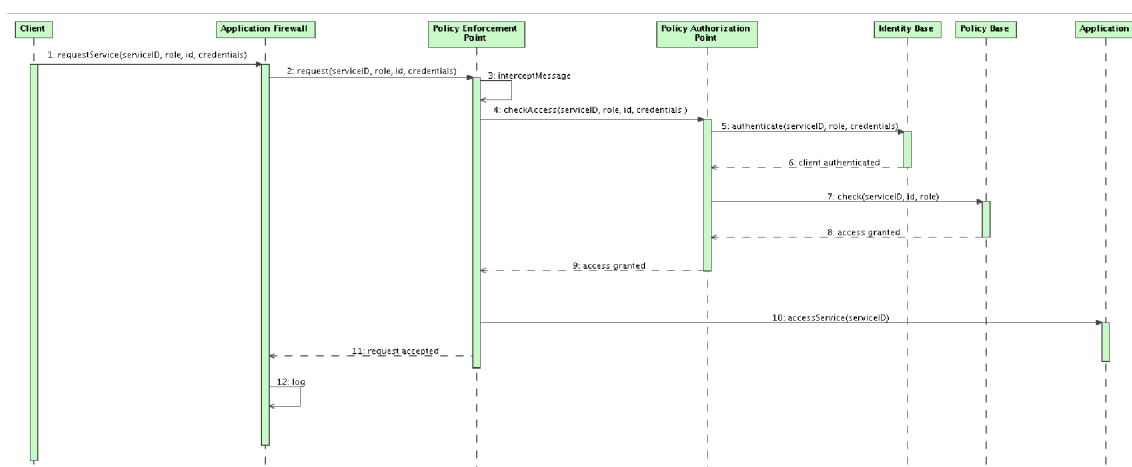 Client
Application Firewall
Policy Enforcement
Point
Policy Authorization
Point
Identity Base
Policy Base
Application
1: requestService(serviceID, role, id, credentials)
2: request(serviceID, role, id, credentials)
3: interceptMessage
4: checkAccess(serviceID, role, id, credentials )
5: authenticate(serviceID, role, credentials)
6: client authenticated
7: check(serviceID, id, role)
8: access granted
9: access granted
10: accessService(serviceID)
11: request accepted
12: log